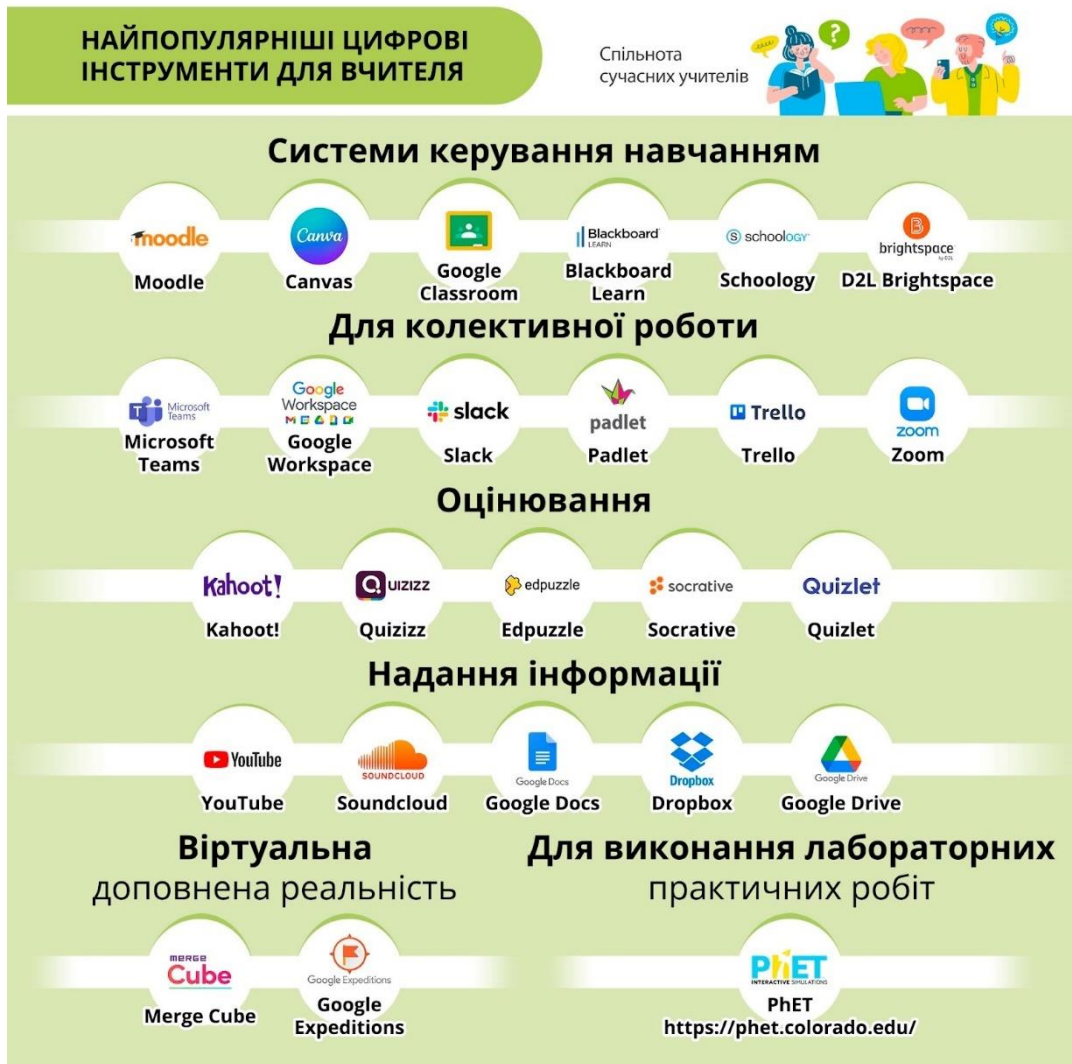 НАЙПОПУЛЯРНІШІ ЦИФРОВІ
ІНСТРУМЕНТИ ДЛЯ ВЧИТЕЛЯ
Спільнота
сучасних учителів
Системи керування навчанням
moodle
Canva
Blackboard
LEARN
S schoology
brightspace
by D2L
Moodle
Canvas
Google
Classroom
Blackboard
Learn
Schoology
D2L Brightspace
Для колективної роботи
Microsoft
Teams
Google
Workspace
slack
padlet
Trello
zoom
Microsoft
Teams
Google
Workspace
Slack
Padlet
Trello
Zoom
Оцінювання
Kahoot!
QUIZIZZ
edpuzzle
socrative
Quizlet
Kahoot!
Quizizz
Edpuzzle
Socrative
Quizlet
Надання інформації
YouTube
SOUNDCLOUD
Google Docs
Dropbox
Google Drive
YouTube
Soundcloud
Google Docs
Dropbox
Google Drive
Віртуальна
доповнена реальність
Для виконання лабораторних
практичних робіт
MERGE
Cube
Google Expeditions
PhET
INTERACTIVE SIMULATIONS
Merge Cube
Google
Expeditions
PhET
https://phet.colorado.edu/